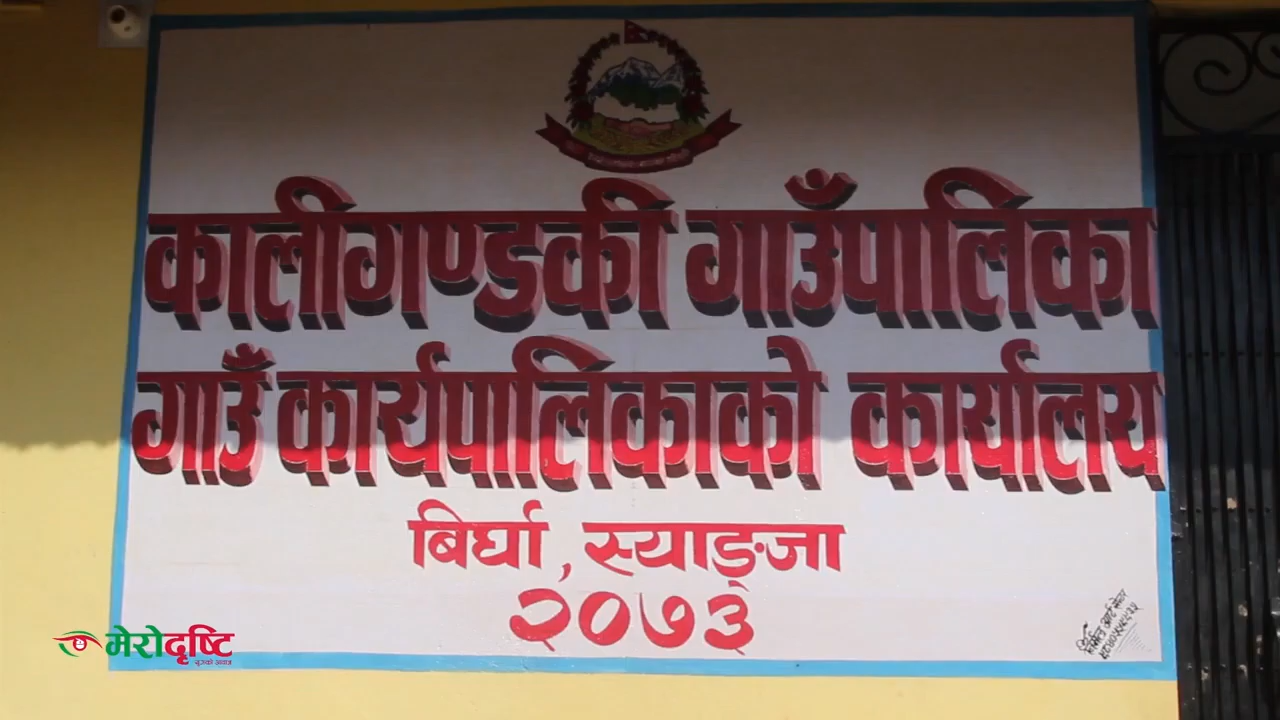 कालीगण्डकी गाउँपालिका
गाउँ कार्यपालिकाको कार्यालय
बिर्घा, स्याङ्जा
२०७३
मेरोदृष्टि